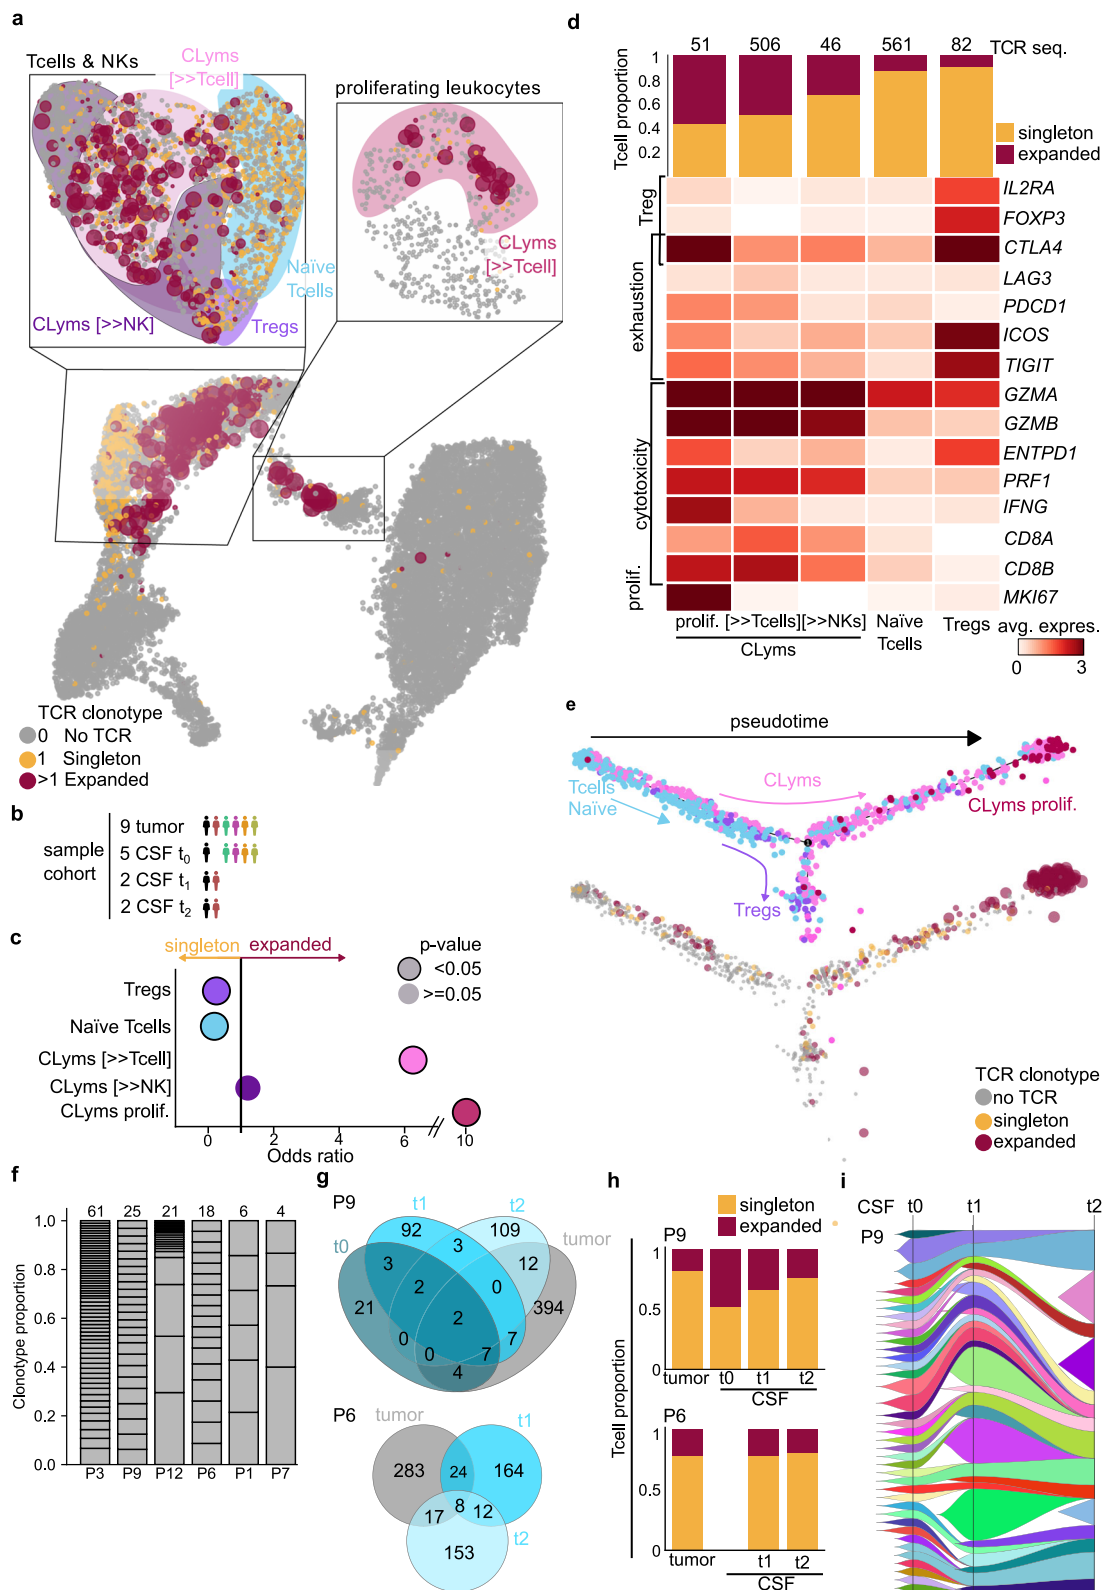 a
Tcells & NKs
CLyms
[>>Tcell]
proliferating leukocytes
CLyms
[>>Tcell]
Naïve
Tcells
CLyms [>>NK]
Tregs
TCR clonotype
0 No TCR
1 Singleton
>1 Expanded
b
sample
cohort
9 tumor
5 CSF t0
2 CSF t1
2 CSF t2
c
singleton
expanded
p-value
<0.05
>=0.05
Tregs
Naïve Tcells
CLyms [>>Tcell]
CLyms [>>NK]
CLyms prolif.
0 2 4 6 10
Odds ratio
d
51 506 46 561 82 TCR seq.
Tcell proportion
1
0.8
0.6
0.4
0.2
singleton
expanded
Treg
exhaustion
cytotoxicity
prolif.
IL2RA
FOXP3
CTLA4
LAG3
PDCD1
ICOS
TIGIT
GZMA
GZMB
ENTPD1
PRF1
IFNG
CD8A
CD8B
MKI67
prolif. [>>Tcells] [>>NKs]
CLyms
Naïve
Tcells
Tregs
avg. expres.
0 3
e
pseudotime
Tcells
Naïve
CLyms
CLyms prolif.
Tregs
1
TCR clonotype
no TCR
singleton
expanded
f
61 25 21 18 6 4
Clonotype proportion
1.0
0.8
0.6
0.4
0.2
0.0
P3 P9 P12 P6 P1 P7
g
P9
t1
t2
t0
tumor
92
3
109
3
12
2
0
21
2
394
0
7
0
7
4
P6
tumor
t1
283
24
164
8
17
12
t2
153
h
singleton
expanded
P9
Tcell proportion
1
0.5
0
tumor t0 t1 t2
CSF
P6
1
0.5
0
tumor t1 t2
CSF
i
CSF
t0 t1 t2
P9